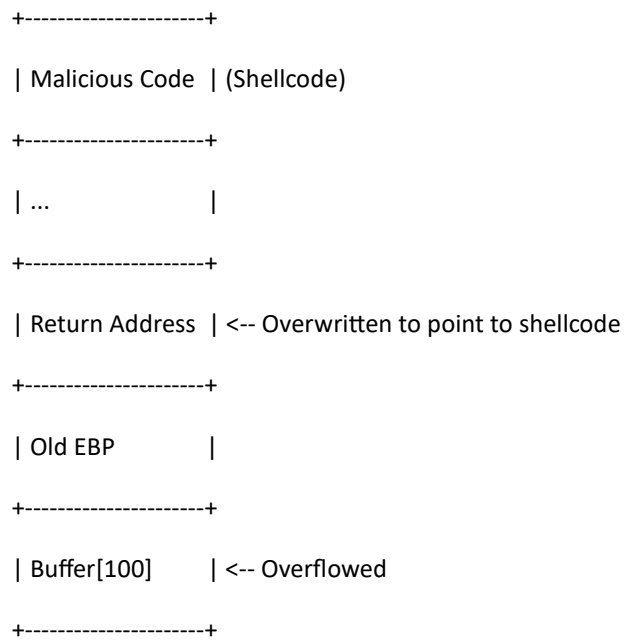 +----------------------+
| Malicious Code  | (Shellcode)
+----------------------+
| ...             |
+----------------------+
| Return Address  | <-- Overwritten to point to shellcode
+----------------------+
| Old EBP         |
+----------------------+
| Buffer[100]     | <-- Overflowed
+----------------------+